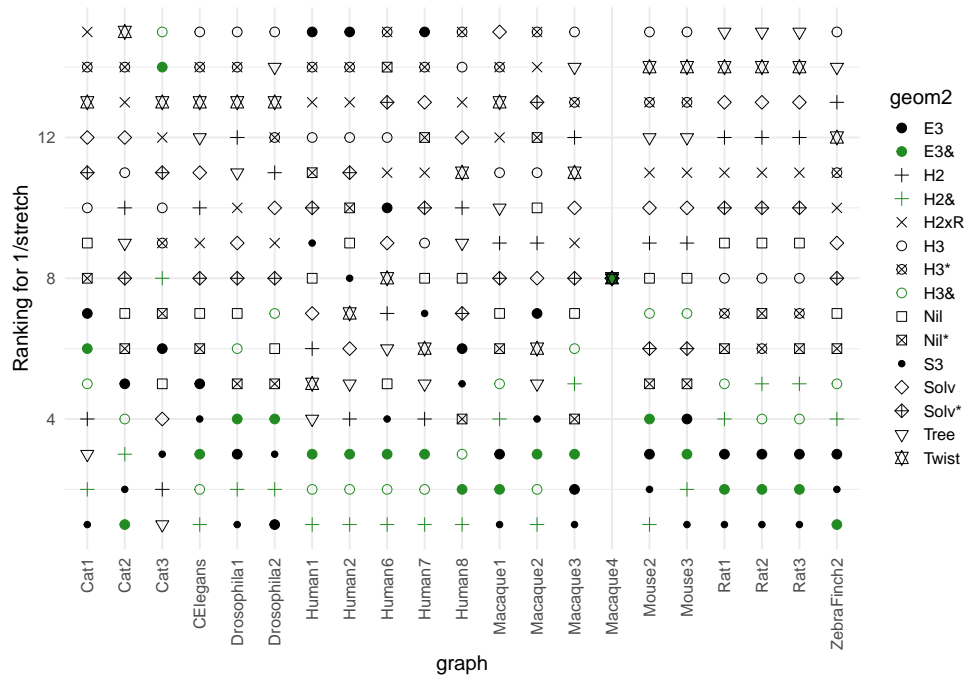 12
8
4
Ranking for 1/stretch
Cat1
Cat2
Cat3
CElegans
Drosophila1
Drosophila2
Human1
Human2
Human6
Human7
Human8
Macaque1
Macaque2
Macaque3
Macaque4
Mouse2
Mouse3
Rat1
Rat2
Rat3
ZebraFinch2
graph
geom2
E3
E3&
H2
H2&
H2xR
H3
H3*
H3&
Nil
Nil*
S3
Solv
Solv*
Tree
Twist